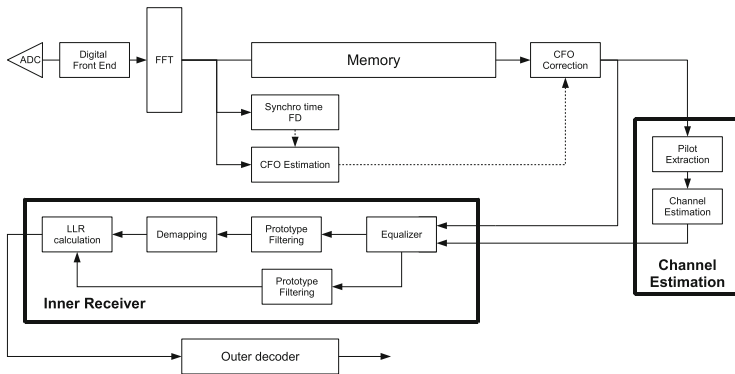 ADC
Digital
Front End
FFT
Memory
CFO
Correction
Synchro time
FD
CFO Estimation
Pilot
Extraction
Channel
Estimation
Channel
Estimation
LLR
calculation
Demapping
Prototype
Filtering
Equalizer
Prototype
Filtering
Inner Receiver
Outer decoder